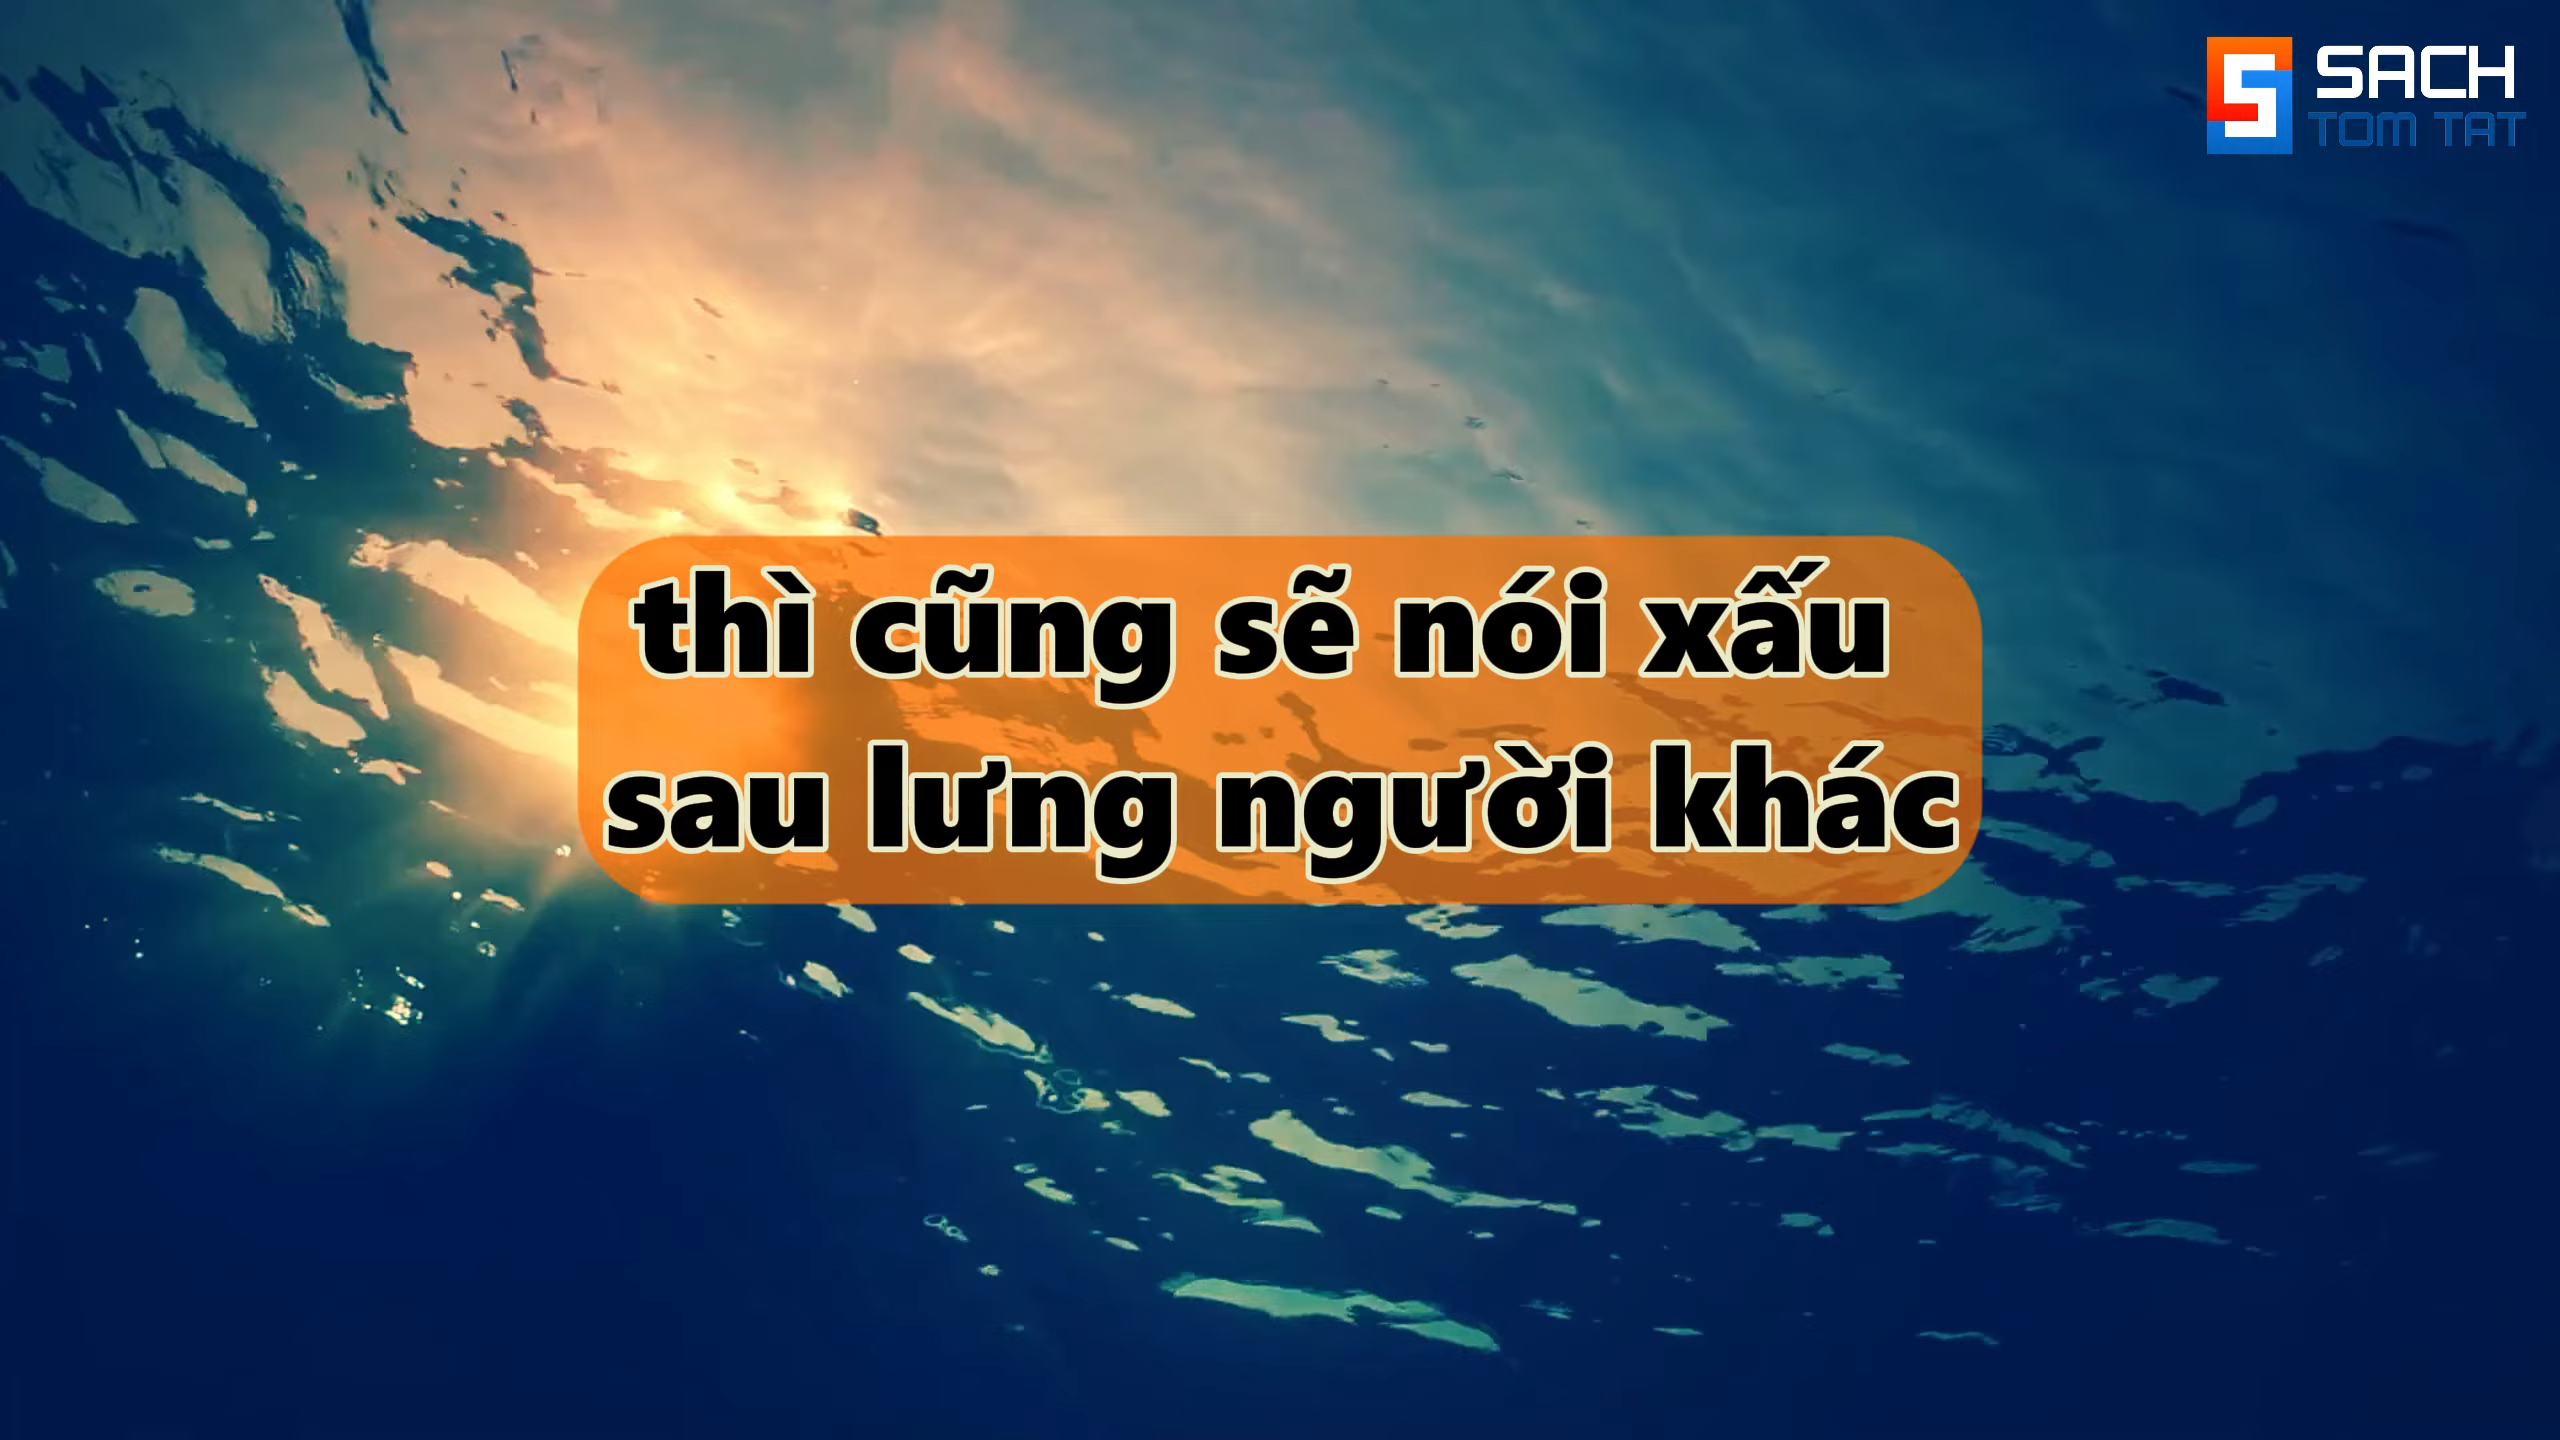 SACH
TOM TAT
thì cũng sẽ nói xấu
sau lưng người khác